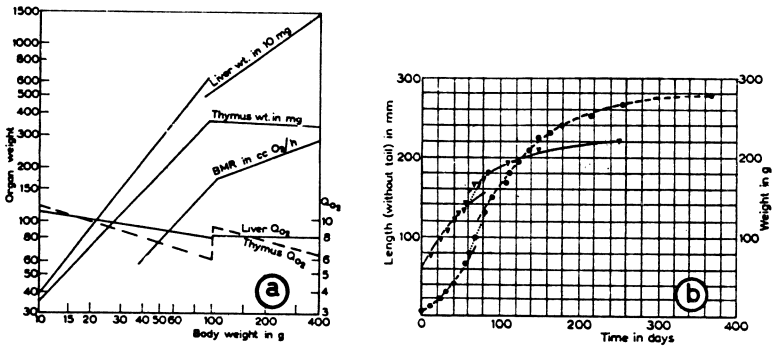 1500
1000
800
600
500
400
300
200
150
100
80
60
50
40
30
Organ weight
Liver wt. in 10 mg
Thymus wt. in mg
BMR in cc O2/h
Liver QO2
Thymus QO2
QO2
10
8
6
5
4
3
a
10 15 20 30 40 50 60 100 200 400
Body weight in g
300
200
100
Length (without tail) in mm
300
200
100
Weight in g
b
0 100 200 300 400
Time in days